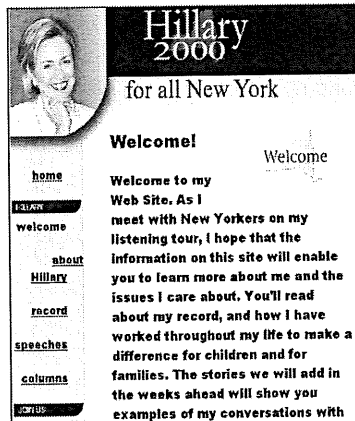 Hillary
2000
for all New York
Welcome!
Welcome
home
HILLARY
welcome
about
Hillary
record
speeches
columns
JOIN US
Welcome to my
Web Site. As I
meet with New Yorkers on my
listening tour, I hope that the
information on this site will enable
you to learn more about me and the
issues I care about. You'll read
about my record, and how I have
worked throughout my life to make a
difference for children and for
families. The stories we will add in
the weeks ahead will show you
examples of my conversations with